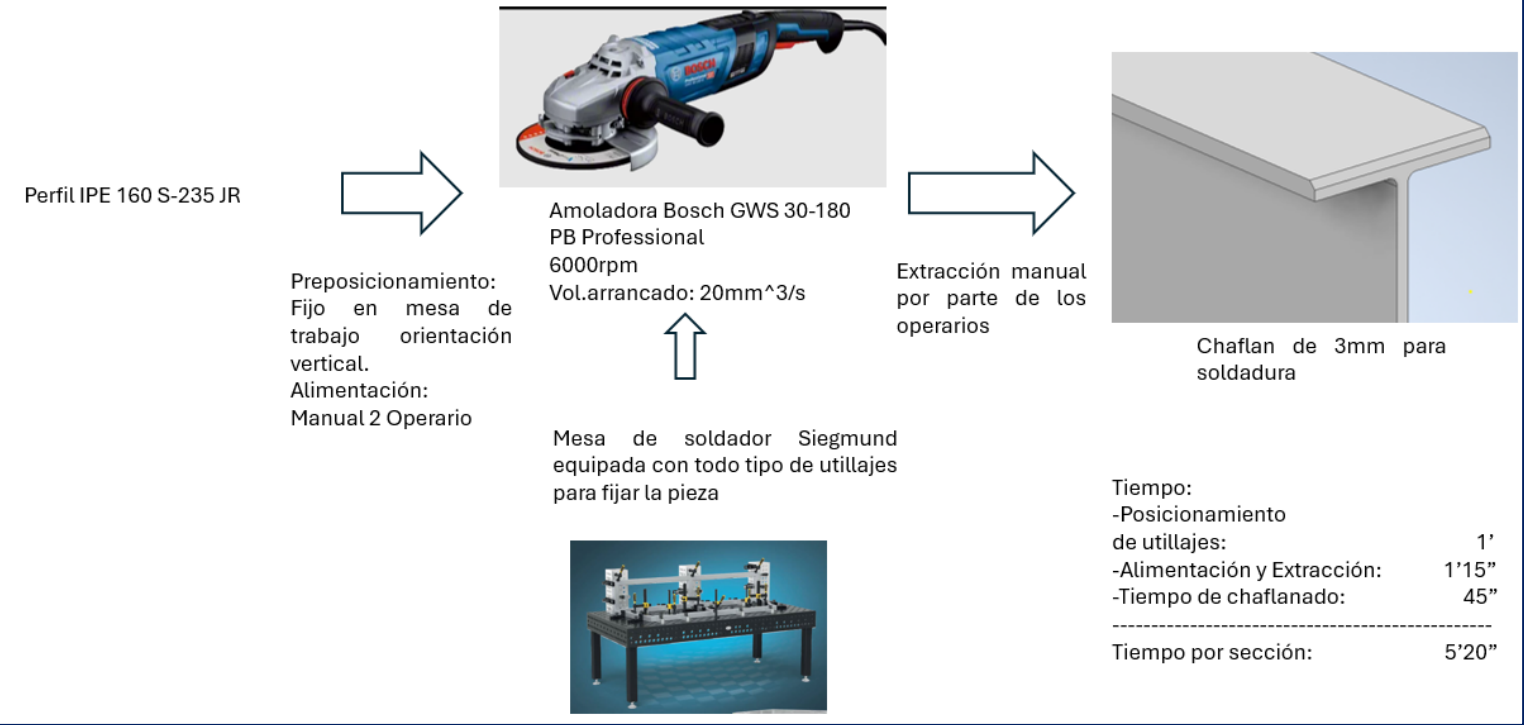 Perfil IPE 160 S-235 JR
Preposicionamiento:
Fijo en mesa de
trabajo orientación
vertical.
Alimentación:
Manual 2 Operario
BOSCH
Professional
BOSCH
Amoladora Bosch GWS 30-180
PB Professional
6000rpm
Vol.arrancado: 20mm^3/s
Mesa de soldador Siegmund
equipada con todo tipo de utillajes
para fijar la pieza
Extracción manual
por parte de los
operarios
Chaflan de 3mm para
soldadura
Tiempo:
-Posicionamiento
de utillajes: 1’
-Alimentación y Extracción: 1’15”
-Tiempo de chaflanado: 45”
------------------------------------------------
Tiempo por sección: 5’20”